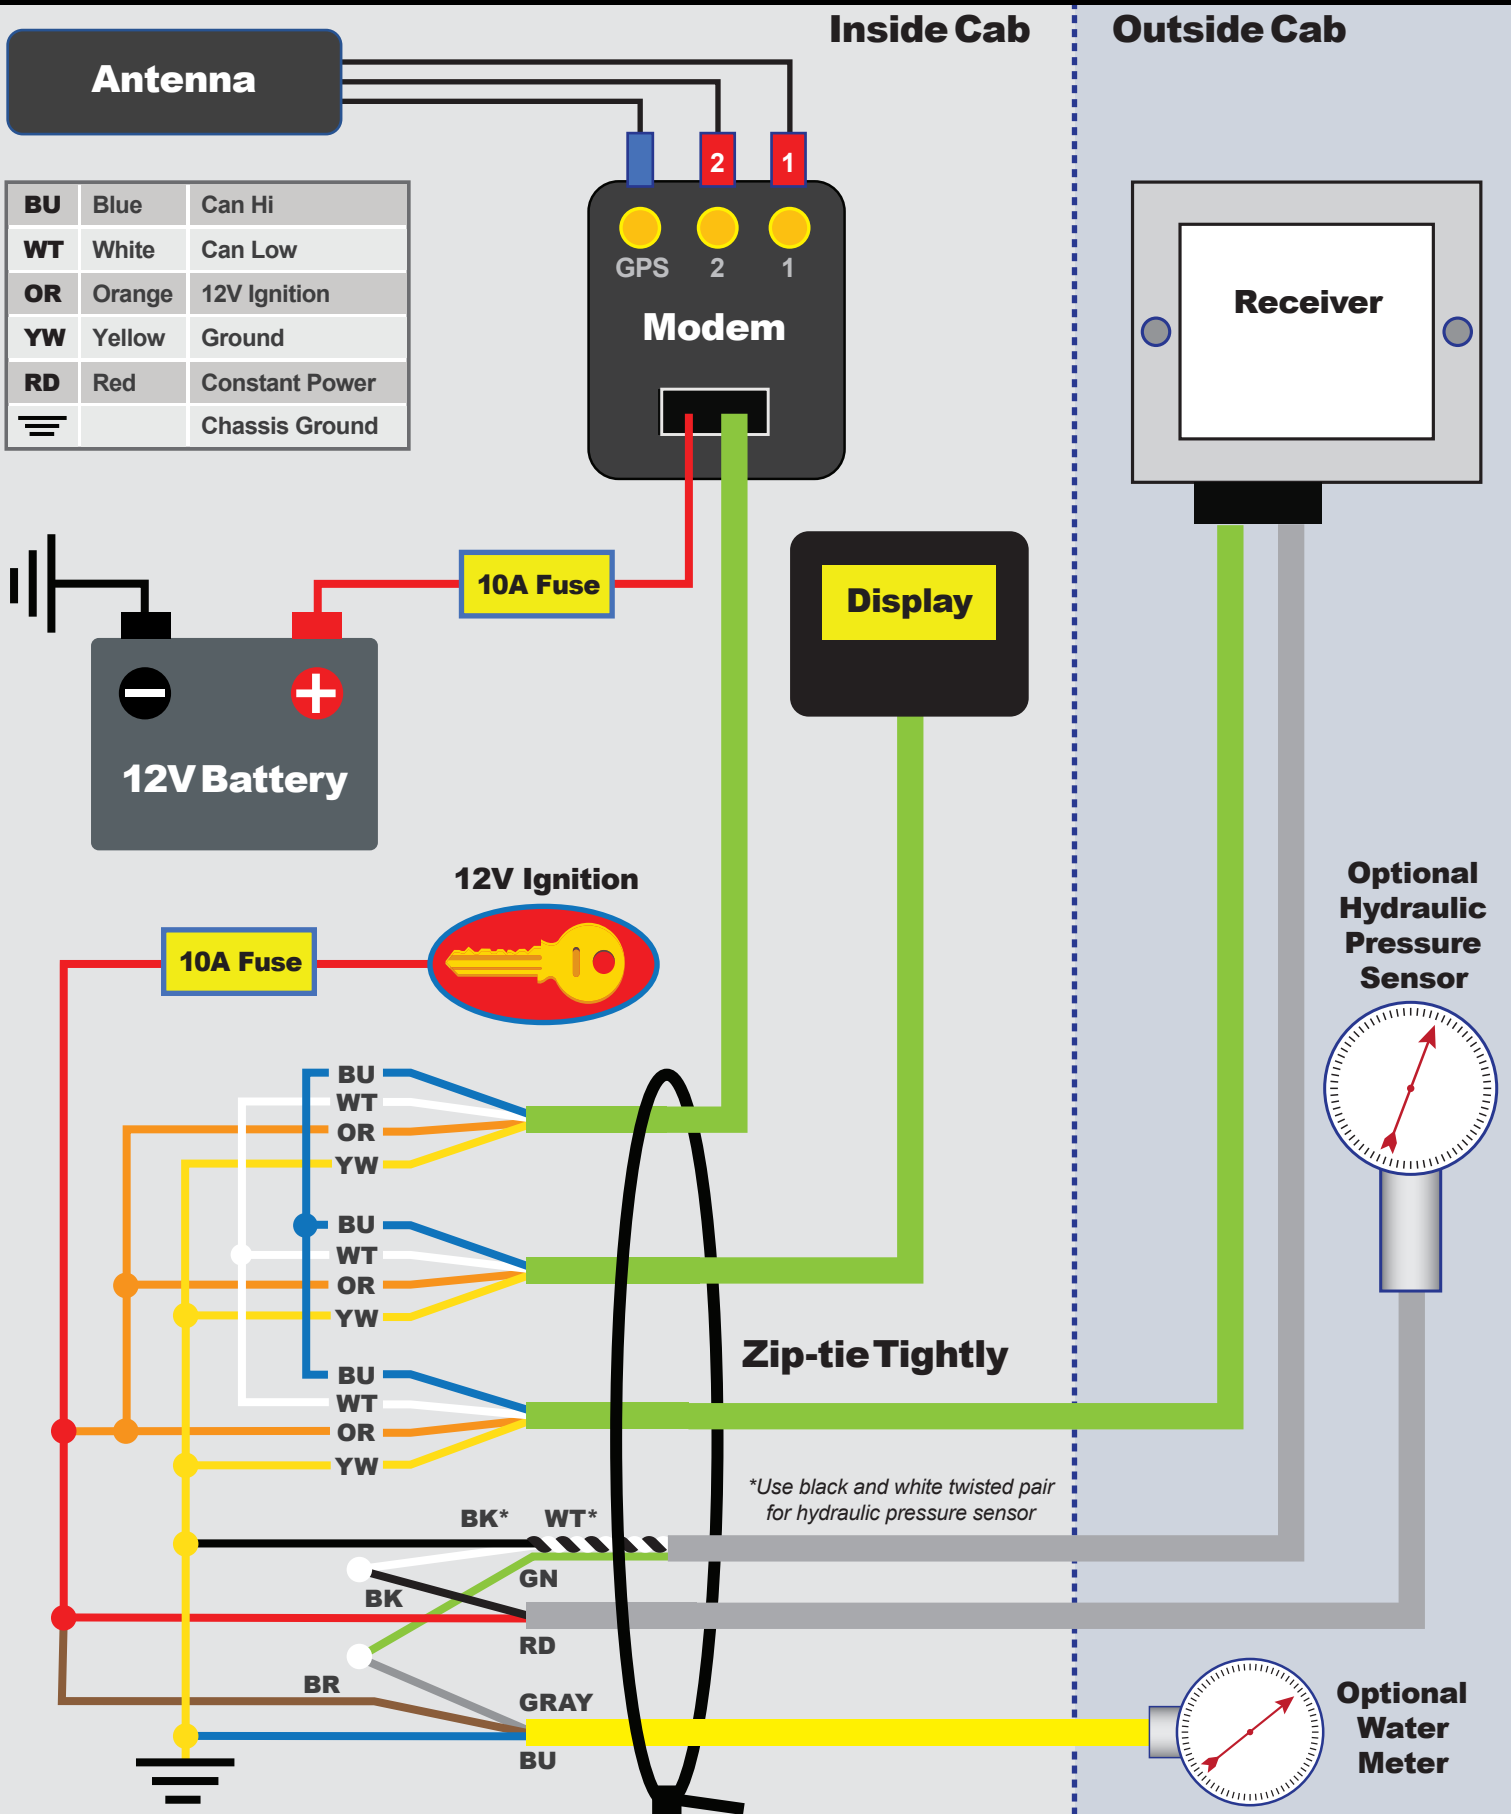 Inside Cab
Outside Cab
Antenna
2
1
BU Blue Can Hi
WT White Can Low
OR Orange 12V Ignition
YW Yellow Ground
RD Red Constant Power
Chassis Ground
GPS 2 1
Modem
Receiver
10A Fuse
Display
12V Battery
12V Ignition
10A Fuse
Optional
Hydraulic
Pressure
Sensor
BU
WT
OR
YW
BU
WT
OR
YW
Zip-tie Tightly
BU
WT
OR
YW
*Use black and white twisted pair
for hydraulic pressure sensor
BK* WT*
GN
BK
RD
BR
GRAY
BU
Optional
Water
Meter